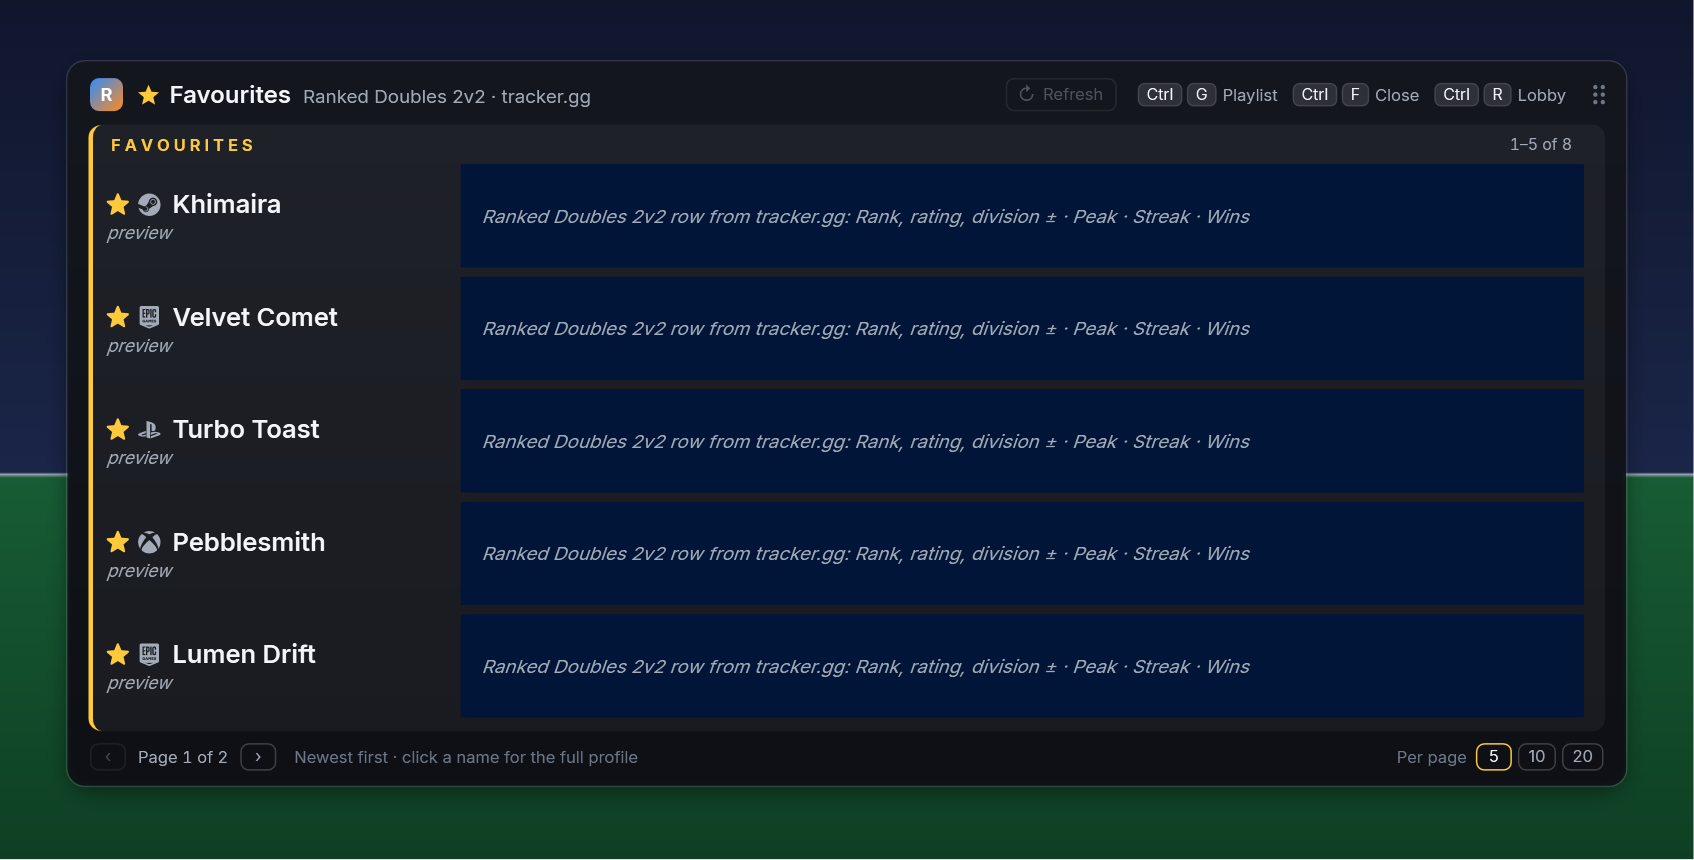 R Favourites Ranked Doubles 2v2 · tracker.gg Refresh Ctrl G Playlist Ctrl F Close Ctrl R Lobby
FAVOURITES 1–5 of 8
Khimaira
preview
Ranked Doubles 2v2 row from tracker.gg: Rank, rating, division ± · Peak · Streak · Wins
EPIC GAMES Velvet Comet
preview
Ranked Doubles 2v2 row from tracker.gg: Rank, rating, division ± · Peak · Streak · Wins
Turbo Toast
preview
Ranked Doubles 2v2 row from tracker.gg: Rank, rating, division ± · Peak · Streak · Wins
Pebblesmith
preview
Ranked Doubles 2v2 row from tracker.gg: Rank, rating, division ± · Peak · Streak · Wins
EPIC GAMES Lumen Drift
preview
Ranked Doubles 2v2 row from tracker.gg: Rank, rating, division ± · Peak · Streak · Wins
‹ Page 1 of 2 › Newest first · click a name for the full profile Per page 5 10 20